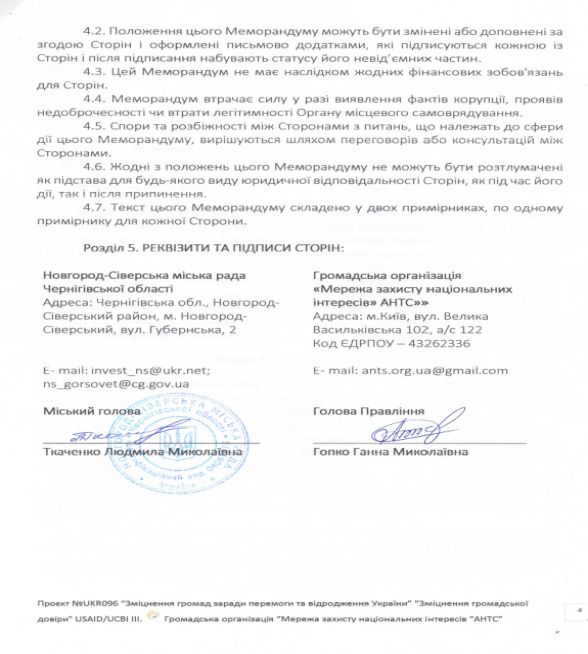 4.2. Положення цього Меморандуму можуть бути змінені або доповнені за
згодою Сторін і оформлені письмово додатками, які підписуються кожною із
Сторін і після підписання набувають статусу його невід’ємних частин.
4.3. Цей Меморандум не має наслідком жодних фінансових зобов'язань
для Сторін.
4.4. Меморандум втрачає силу у разі виявлення фактів корупції, проявів
недоброчесності чи втрати легітимності Органу місцевого самоврядування.
4.5. Спори та розбіжності між Сторонами з питань, що належать до сфери
дії цього Меморандуму, вирішуються шляхом переговорів або консультацій між
Сторонами.
4.6. Жодні з положень цього Меморандуму не можуть бути розтлумачені
як підстава для будь-якого виду юридичної відповідальності Сторін, як під час його
дії, так і після припинення.
4.7. Текст цього Меморандуму складено у двох примірниках, по одному
примірнику для кожної Сторони.
Розділ 5. РЕКВІЗИТИ ТА ПІДПИСИ СТОРІН:
Новгород-Сіверська міська рада
Чернігівської області
Адреса: Чернігівська обл., Новгород-
Сіверський район, м. Новгород-
Сіверський, вул. Губернська, 2
E- mail: invest_ns@ukr.net;
ns_gorsovet@cg.gov.ua
Міський голова
Ткаченко Людмила Миколаївна
Громадська організація
«Мережа захисту національних
інтересів» АНТС»»
Адреса: м.Київ, вул. Велика
Васильківська 102, а/с 122
Код ЄДРПОУ – 43262336
E- mail: ants.org.ua@gmail.com
Голова Правління
Гопко Ганна Миколаївна
Проєкт №UKR096 "Зміцнення громад заради перемоги та відродження України" "Зміцнення громадської
довіри" USAID/UCBI III. Громадська організація "Мережа захисту національних інтересів "АНТС"
4